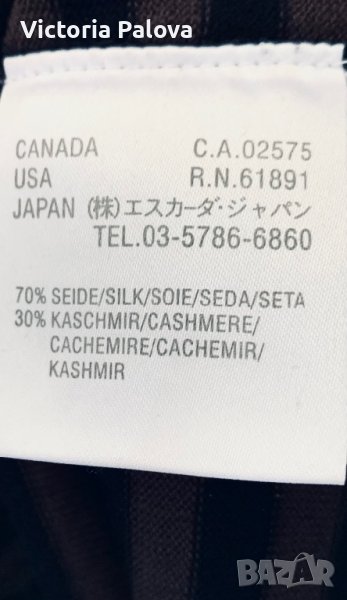 Victoria Palova
CANADA C.A.02575
USA R.N.61891
JAPAN (株)エスカーダ・ジャパン
TEL.03-5786-6860
70% SEIDE/SILK/SOIE/SEDA/SETA
30% KASCHMIR/CASHMERE/
CACHEMIRE/CACHEMIR/
KASHMIR
BAZAR